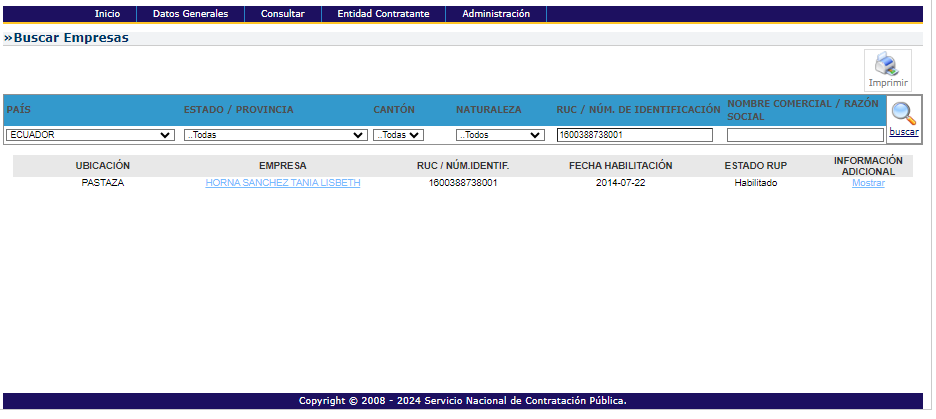 Inicio Datos Generales Consultar Entidad Contratante Administración
»Buscar Empresas
Imprimir
PAÍS ESTADO / PROVINCIA CANTÓN NATURALEZA RUC / NÚM. DE IDENTIFICACIÓN NOMBRE COMERCIAL / RAZÓN SOCIAL
ECUADOR ..Todas ..Todas ..Todos 1600388738001 buscar
UBICACIÓN EMPRESA RUC / NÚM.IDENTIF. FECHA HABILITACIÓN ESTADO RUP INFORMACIÓN ADICIONAL
PASTAZA HORNA SANCHEZ TANIA LISBETH 1600388738001 2014-07-22 Habilitado Mostrar
Copyright © 2008 - 2024 Servicio Nacional de Contratación Pública.